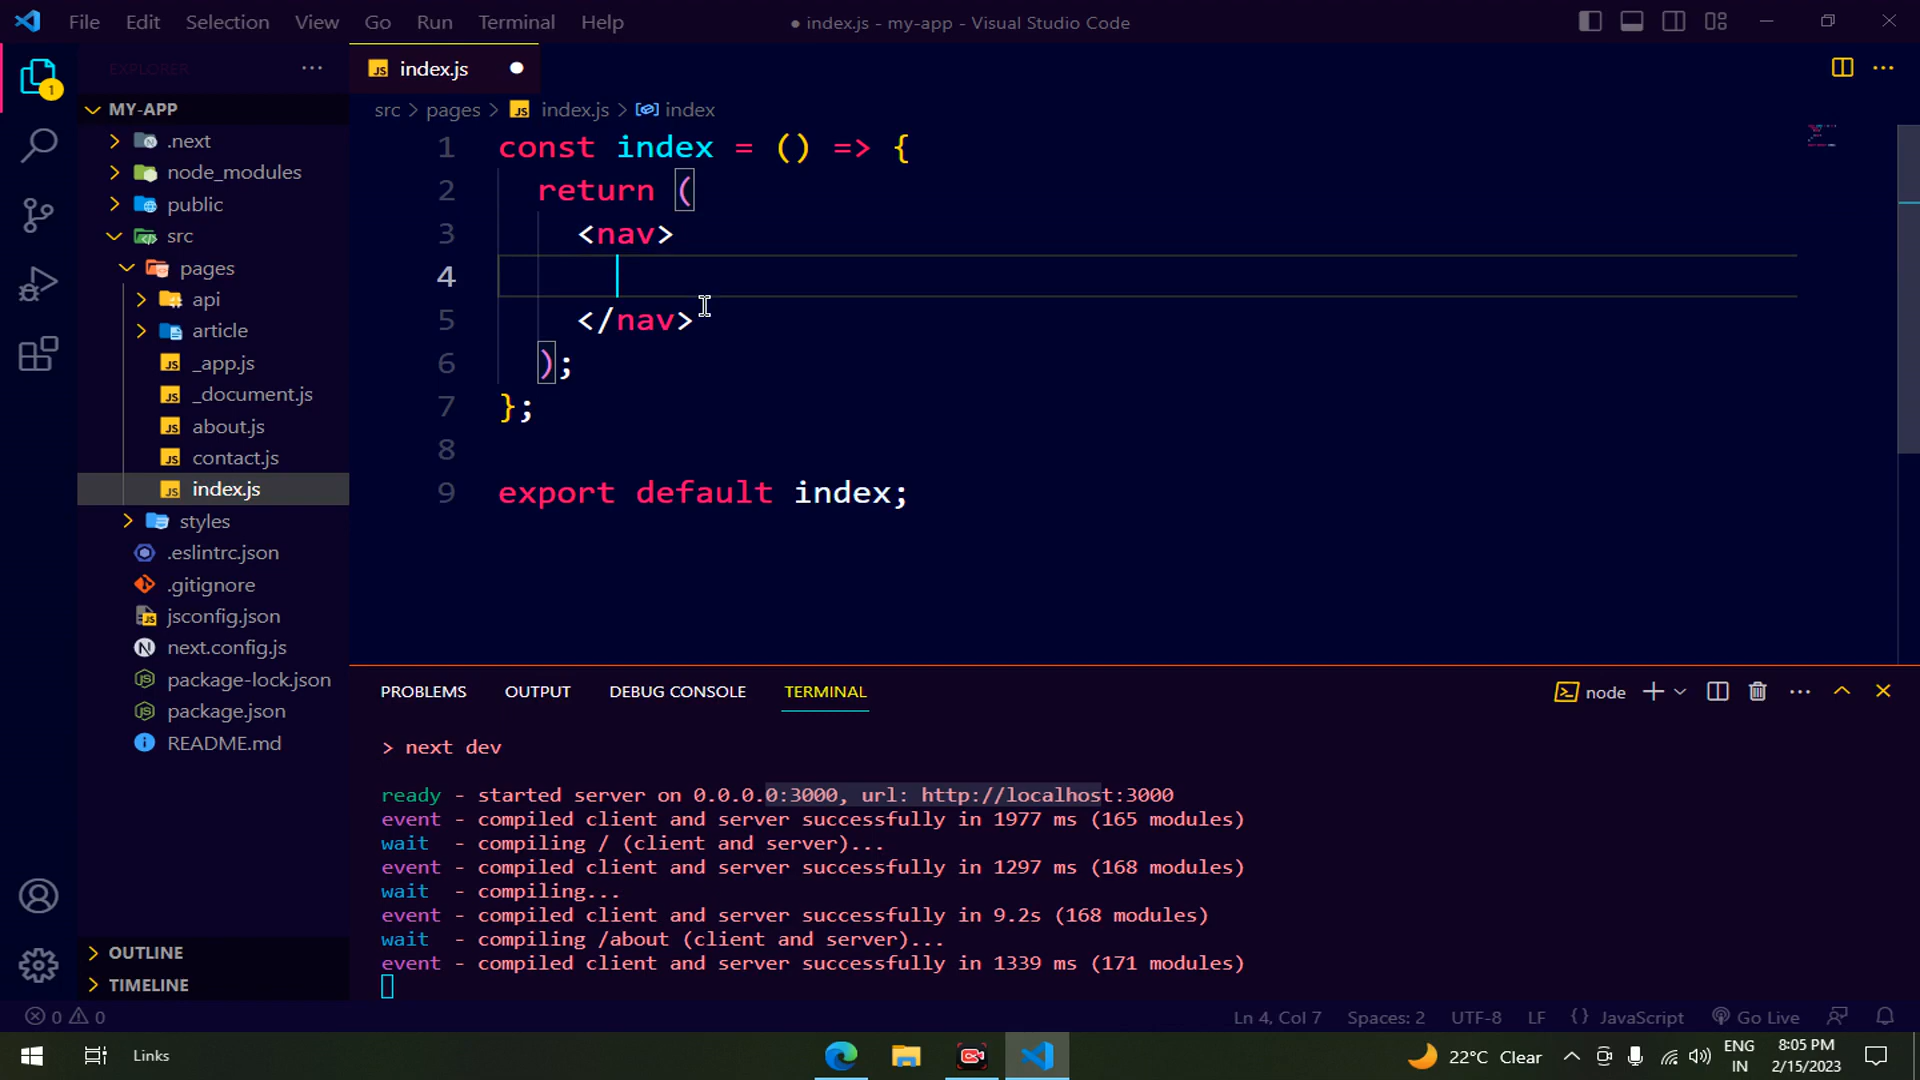 File Edit Selection View Go Run Terminal Help
● index.js - my-app - Visual Studio Code
EXPLORER
1
MY-APP
.next
node_modules
public
src
pages
api
article
JS _app.js
JS _document.js
JS about.js
JS contact.js
JS index.js
styles
.eslintrc.json
.gitignore
jsconfig.json
next.config.js
package-lock.json
package.json
README.md
OUTLINE
TIMELINE
JS index.js
src > pages > JS index.js > index
1 const index = () => {
2 return (
3 <nav>
4
5 </nav>
6 );
7 };
8
9 export default index;
PROBLEMS OUTPUT DEBUG CONSOLE TERMINAL
node
> next dev
ready - started server on 0.0.0.0:3000, url: http://localhost:3000
event - compiled client and server successfully in 1977 ms (165 modules)
wait - compiling / (client and server)...
event - compiled client and server successfully in 1297 ms (168 modules)
wait - compiling...
event - compiled client and server successfully in 9.2s (168 modules)
wait - compiling /about (client and server)...
event - compiled client and server successfully in 1339 ms (171 modules)
0 0
Ln 4, Col 7 Spaces: 2 UTF-8 LF {} JavaScript Go Live
Links
22°C Clear
ENG
IN
8:05 PM
2/15/2023